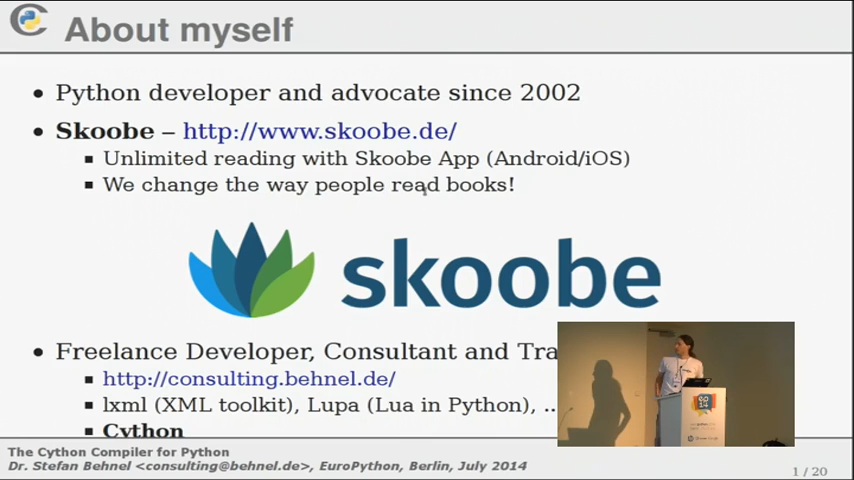 About myself
Python developer and advocate since 2002
Skoobe – http://www.skoobe.de/
Unlimited reading with Skoobe App (Android/iOS)
We change the way people read books!
skoobe
Freelance Developer, Consultant and Tra
http://consulting.behnel.de/
lxml (XML toolkit), Lupa (Lua in Python), ..
Cython
The Cython Compiler for Python
Dr. Stefan Behnel <consulting@behnel.de>, EuroPython, Berlin, July 2014
1 / 20